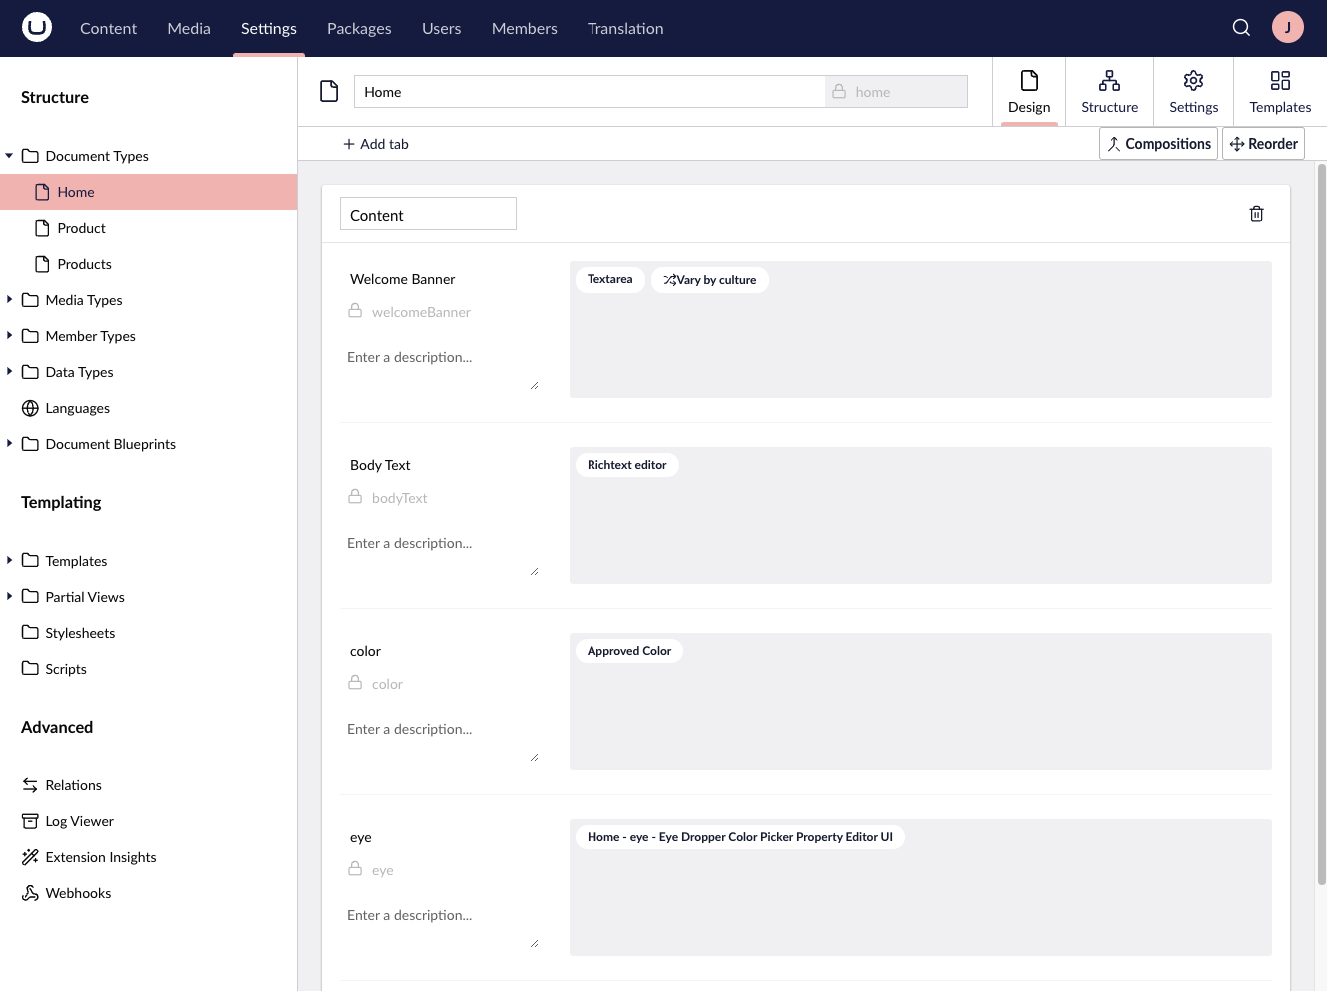 Content Media Settings Packages Users Members Translation J
Structure
Document Types
Home
Product
Products
Media Types
Member Types
Data Types
Languages
Document Blueprints
Templating
Templates
Partial Views
Stylesheets
Scripts
Advanced
Relations
Log Viewer
Extension Insights
Webhooks
Home home
Design Structure Settings Templates
Add tab Compositions Reorder
Content
Welcome Banner
welcomeBanner
Enter a description...
Textarea Vary by culture
Body Text
bodyText
Enter a description...
Richtext editor
color
color
Enter a description...
Approved Color
eye
eye
Enter a description...
Home - eye - Eye Dropper Color Picker Property Editor UI